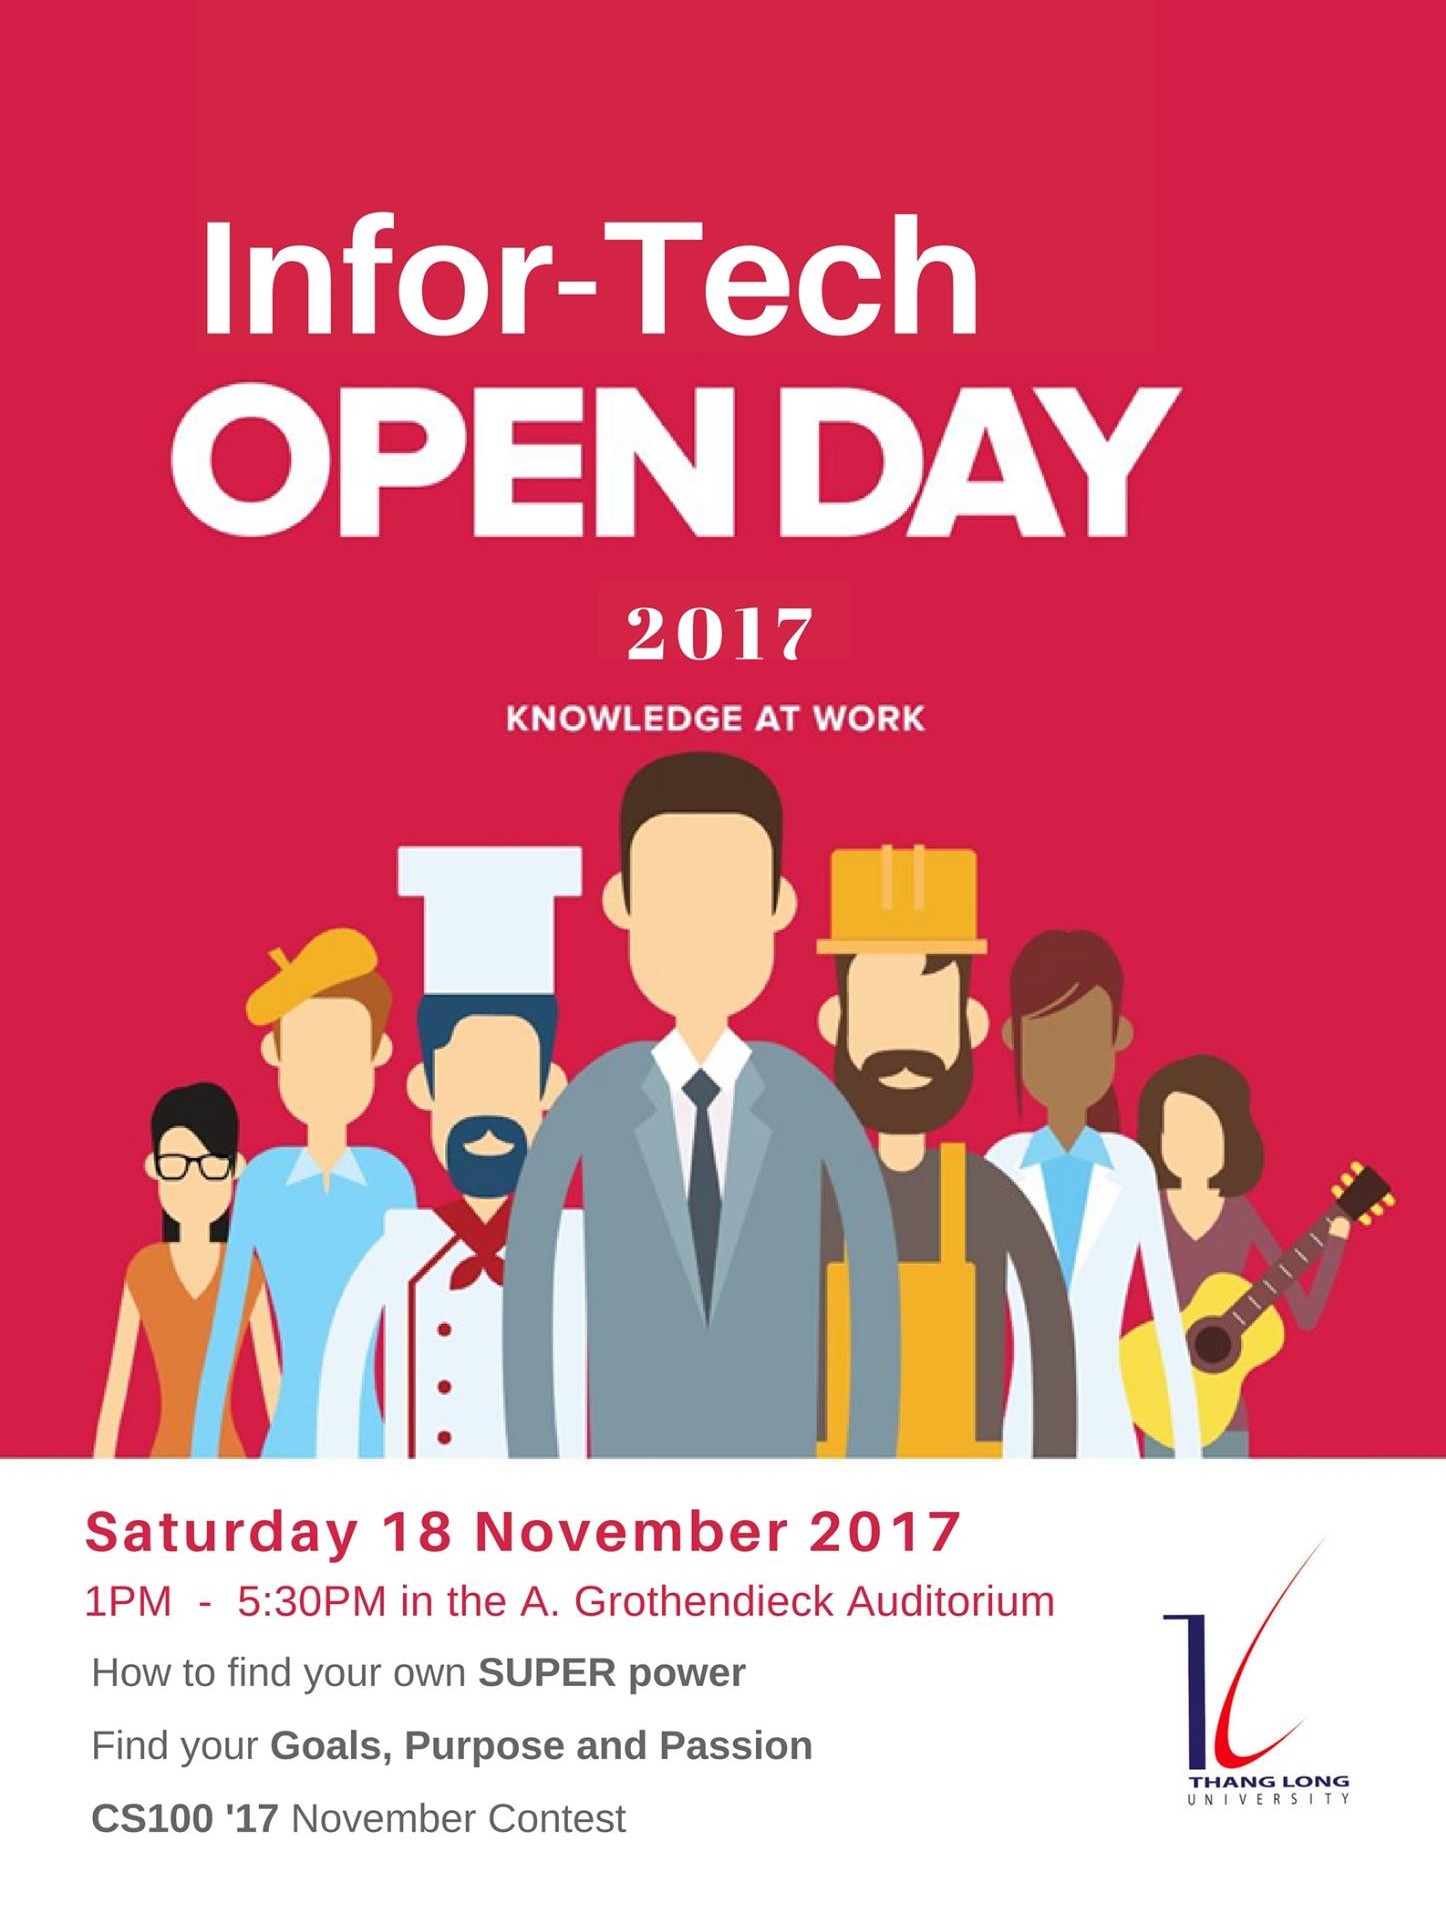 Infor-Tech
OPEN DAY
2017
KNOWLEDGE AT WORK
Saturday 18 November 2017
1PM - 5:30PM in the A. Grothendieck Auditorium
How to find your own SUPER power
Find your Goals, Purpose and Passion
CS100 '17 November Contest
THANG LONG
UNIVERSITY